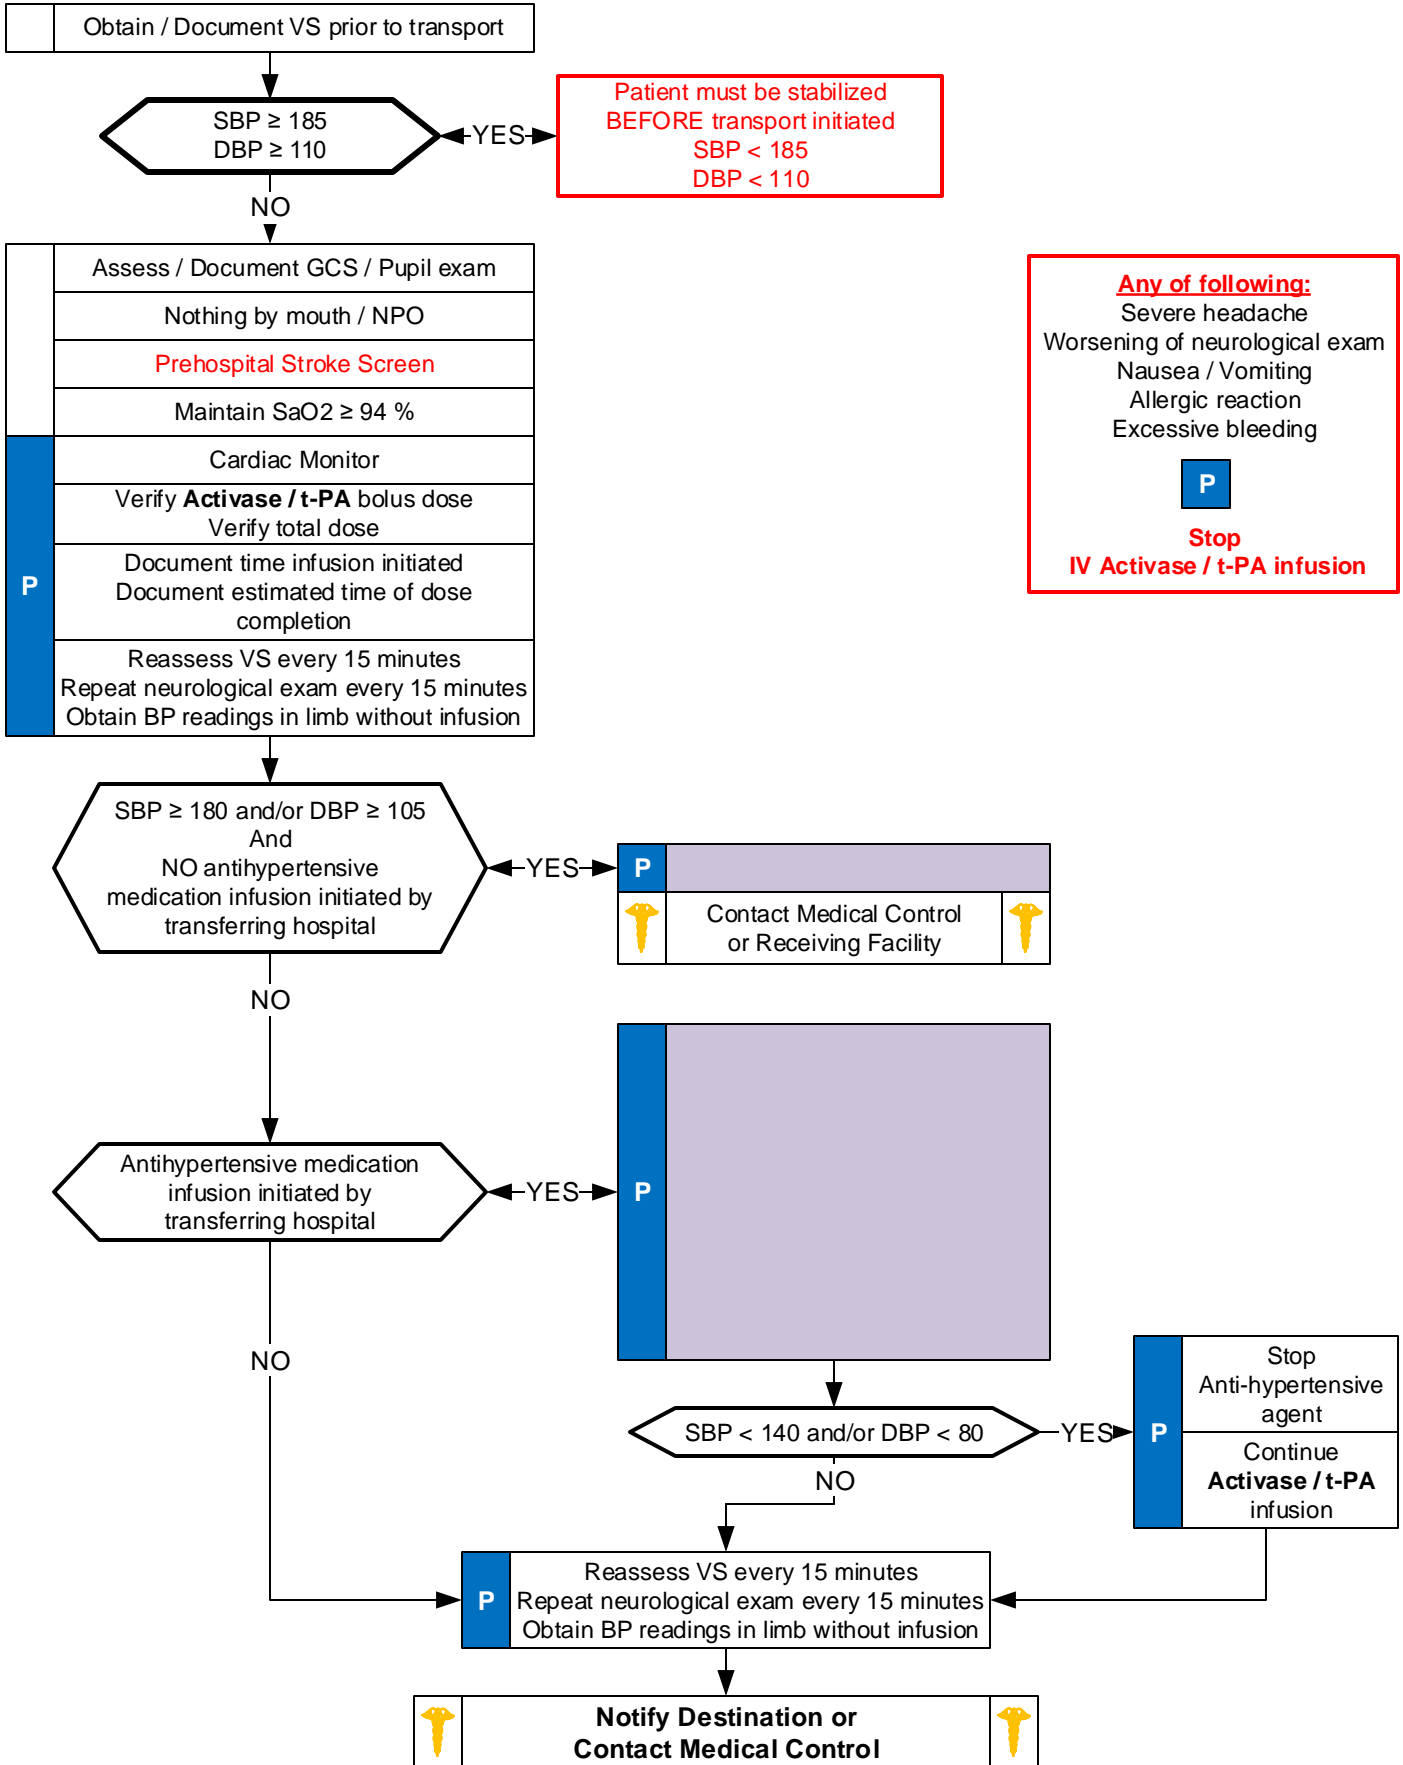 Obtain / Document VS prior to transport
SBP ≥ 185
DBP ≥ 110
YES
Patient must be stabilized
BEFORE transport initiated
SBP < 185
DBP < 110
NO
Assess / Document GCS / Pupil exam
Nothing by mouth / NPO
Prehospital Stroke Screen
Maintain SaO2 ≥ 94 %
P
Cardiac Monitor
Verify Activase / t-PA bolus dose
Verify total dose
Document time infusion initiated
Document estimated time of dose
completion
Reassess VS every 15 minutes
Repeat neurological exam every 15 minutes
Obtain BP readings in limb without infusion
Any of following:
Severe headache
Worsening of neurological exam
Nausea / Vomiting
Allergic reaction
Excessive bleeding
P
Stop
IV Activase / t-PA infusion
SBP ≥ 180 and/or DBP ≥ 105
And
NO antihypertensive
medication infusion initiated by
transferring hospital
YES
P
Contact Medical Control
or Receiving Facility
NO
Antihypertensive medication
infusion initiated by
transferring hospital
YES
P
NO
SBP < 140 and/or DBP < 80
YES
P
Stop
Anti-hypertensive
agent
Continue
Activase / t-PA
infusion
NO
P
Reassess VS every 15 minutes
Repeat neurological exam every 15 minutes
Obtain BP readings in limb without infusion
Notify Destination or
Contact Medical Control